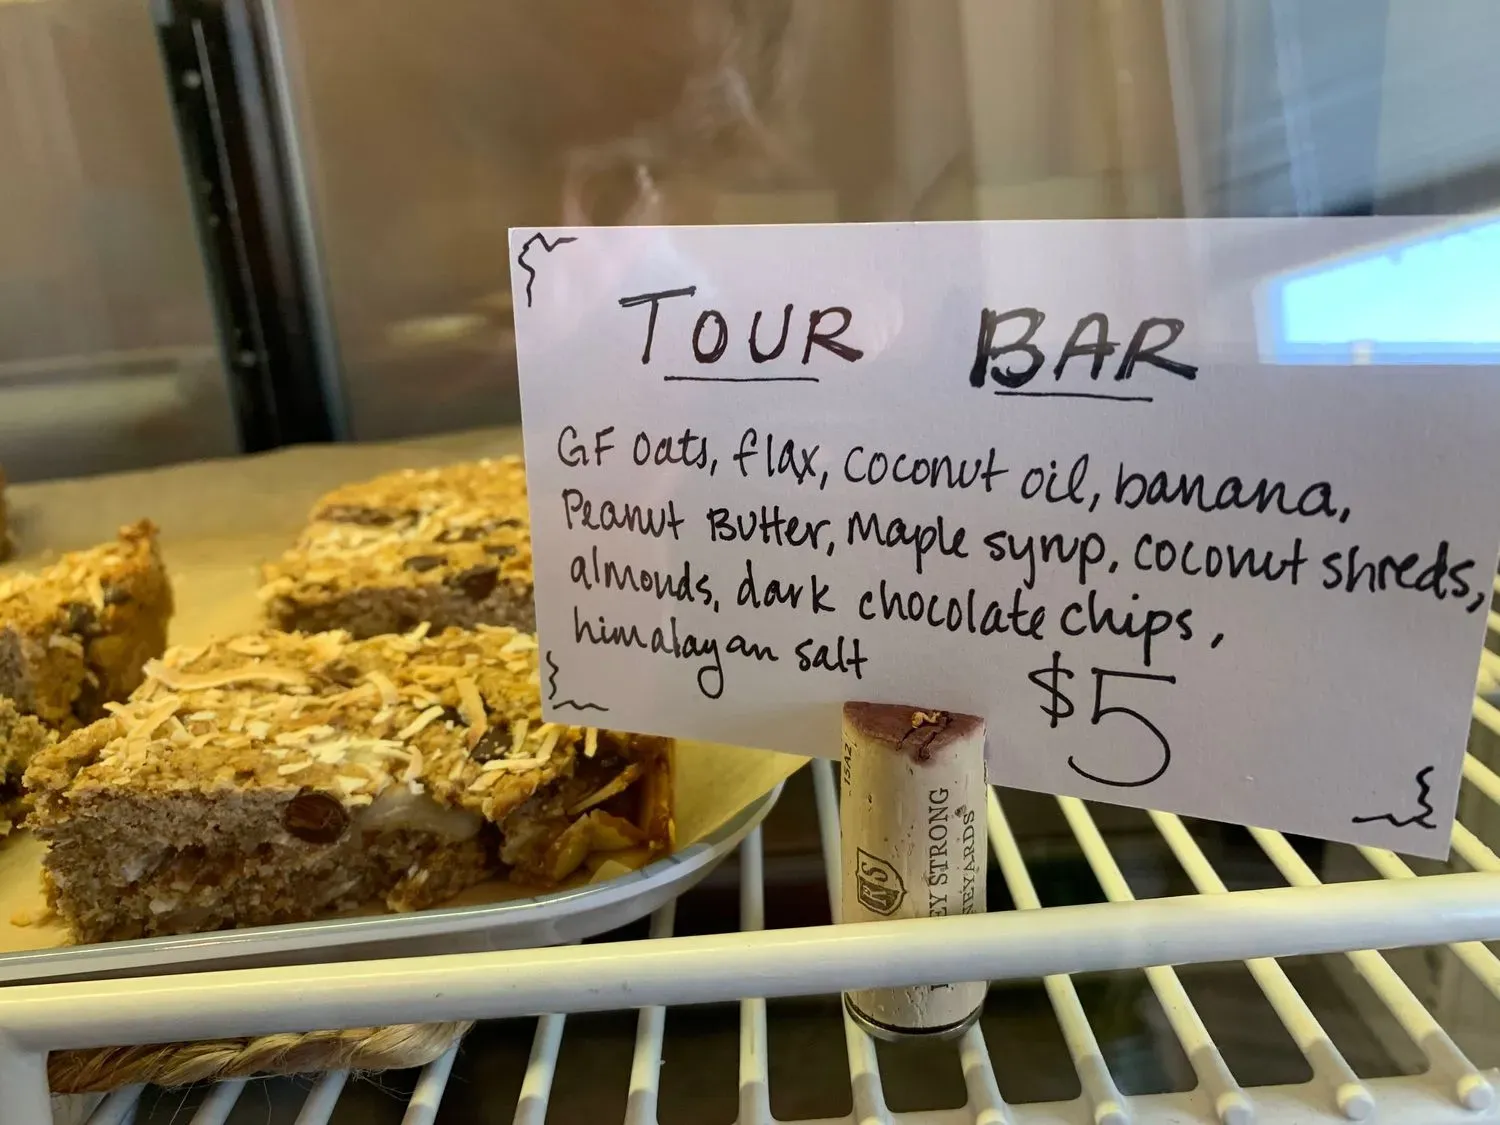 TOUR BAR
GF oats, flax, coconut oil, banana,
Peanut Butter, Maple syrup, coconut shreds,
almonds, dark chocolate chips,
himalayan salt
$5
STRONG
RS